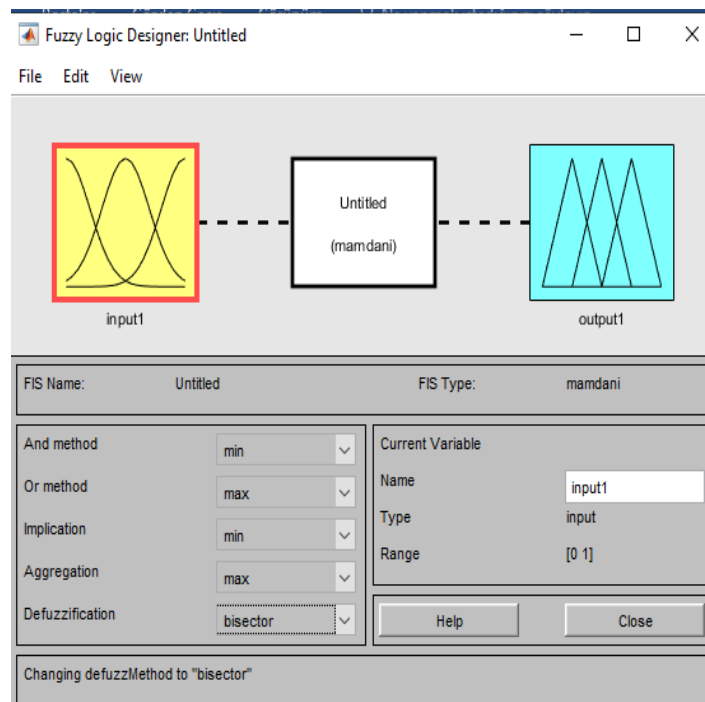 Fuzzy Logic Designer: Untitled
File Edit View
Untitled
(mamdani)
input1
output1
FIS Name: Untitled FIS Type: mamdani
And method min
Or method max
Implication min
Aggregation max
Defuzzification bisector
Current Variable
Name input1
Type input
Range [0 1]
Help Close
Changing defuzzMethod to "bisector"